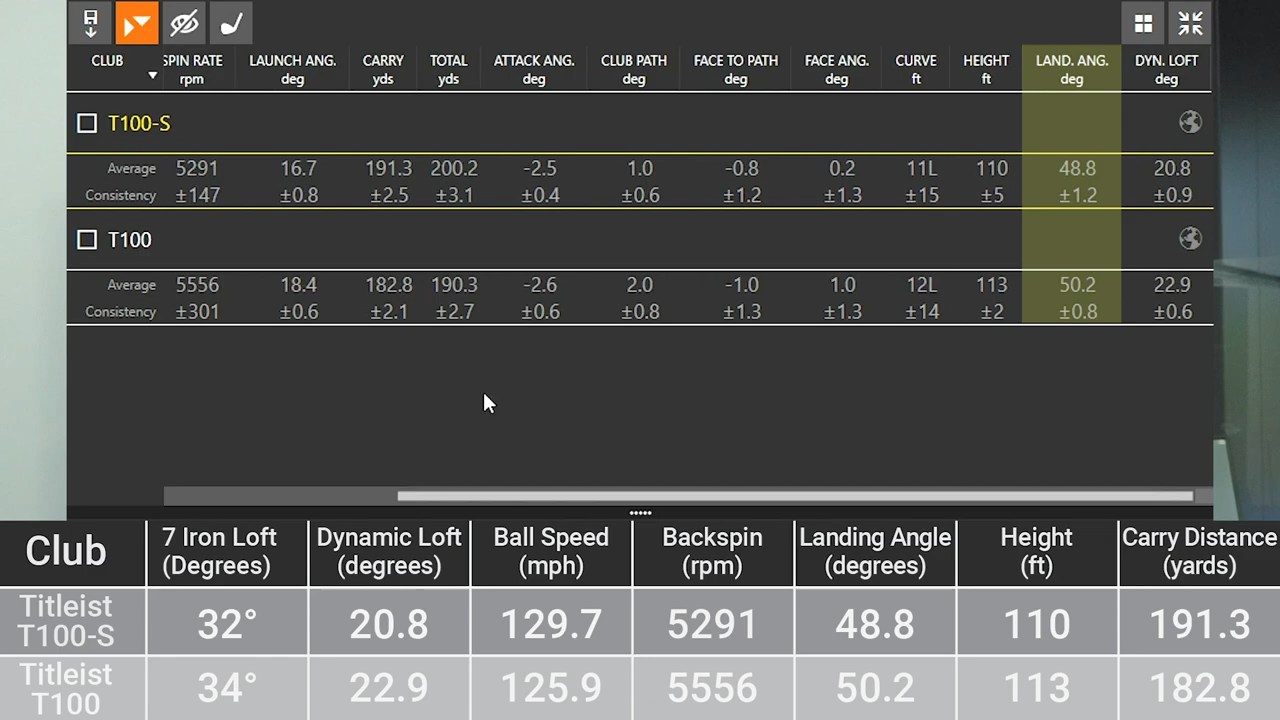 CLUB SPIN RATE LAUNCH ANG. CARRY TOTAL ATTACK ANG. CLUB PATH FACE TO PATH FACE ANG. CURVE HEIGHT LAND. ANG. DYN. LOFT
rpm deg yds yds deg deg deg deg ft ft deg deg
T100-S
Average 5291 16.7 191.3 200.2 -2.5 1.0 -0.8 0.2 11L 110 48.8 20.8
Consistency ±147 ±0.8 ±2.5 ±3.1 ±0.4 ±0.6 ±1.2 ±1.3 ±15 ±5 ±1.2 ±0.9
T100
Average 5556 18.4 182.8 190.3 -2.6 2.0 -1.0 1.0 12L 113 50.2 22.9
Consistency ±301 ±0.6 ±2.1 ±2.7 ±0.6 ±0.8 ±1.3 ±1.3 ±14 ±2 ±0.8 ±0.6
Club 7 Iron Loft Dynamic Loft Ball Speed Backspin Landing Angle Height Carry Distance
(Degrees) (degrees) (mph) (rpm) (degrees) (ft) (yards)
Titleist
T100-S 32° 20.8 129.7 5291 48.8 110 191.3
Titleist
T100 34° 22.9 125.9 5556 50.2 113 182.8